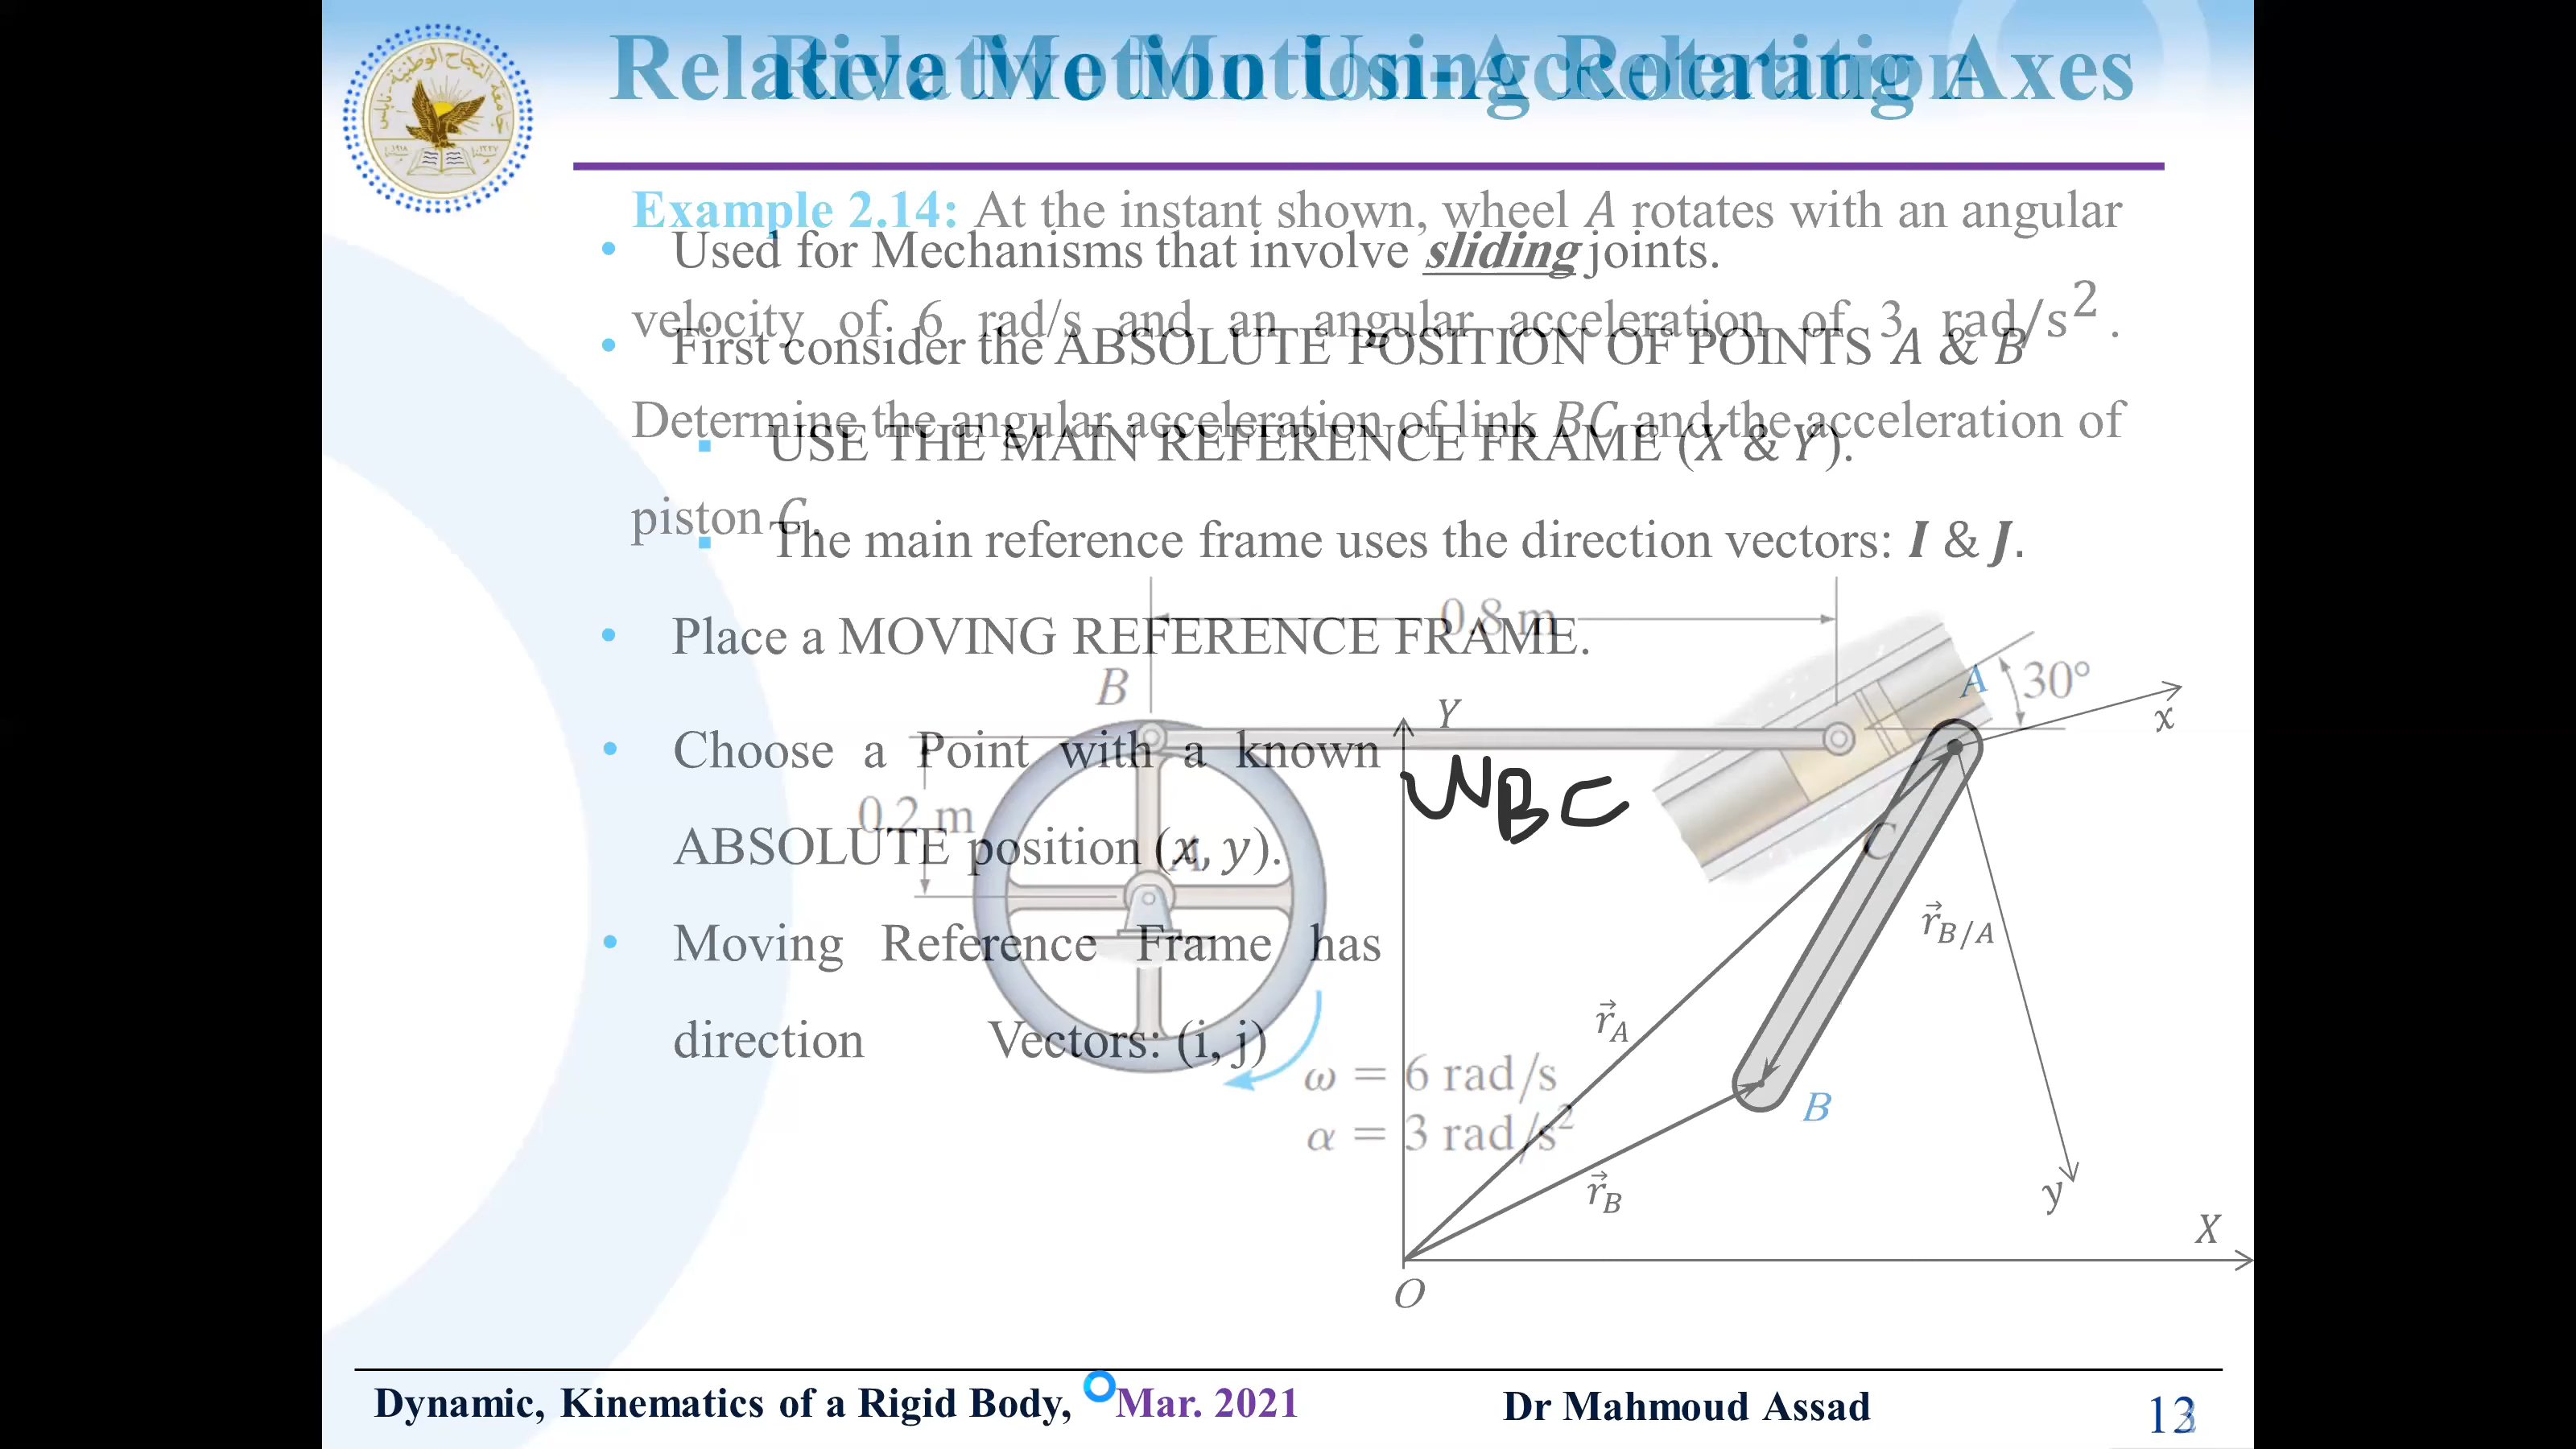 Relative Motion Using Rotating Axes
Relative Motion-Acceleration
Example 2.14: At the instant shown, wheel A rotates with an angular
velocity of 6 rad/s and an angular acceleration of 3 rad/s².
Determine the angular acceleration of link BC and the acceleration of
piston C.
• Used for Mechanisms that involve sliding joints.
• First consider the ABSOLUTE POSITION OF POINTS A & B
▪ USE THE MAIN REFERENCE FRAME (X & Y).
▪ The main reference frame uses the direction vectors: I & J.
• Place a MOVING REFERENCE FRAME.
• Choose a Point with a known
ABSOLUTE position (x, y).
• Moving Reference Frame has
direction Vectors: (i, j)
0.8 m
B
30°
0.2 m
A
C
ω = 6 rad/s
α = 3 rad/s²
WBC
Y
A
x
r⃗B/A
r⃗A
B
r⃗B
y
X
O
Dynamic, Kinematics of a Rigid Body, Mar. 2021
Dr Mahmoud Assad